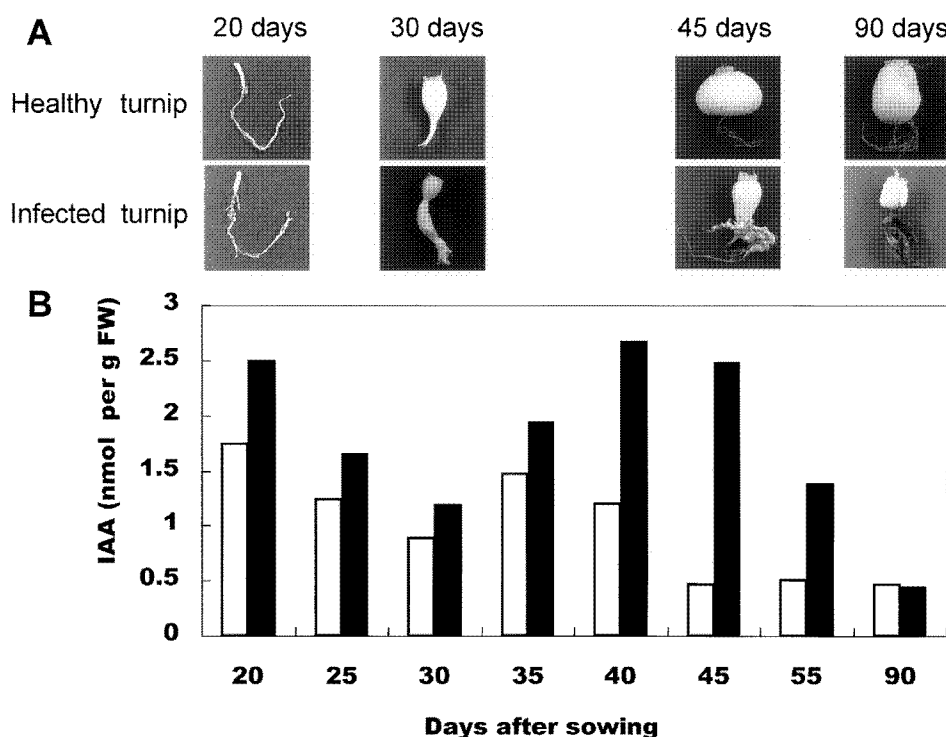 A
20 days 30 days 45 days 90 days
Healthy turnip
Infected turnip
B
IAA (nmol per g FW)
3
2.5
2
1.5
1
0.5
0
20 25 30 35 40 45 55 90
Days after sowing